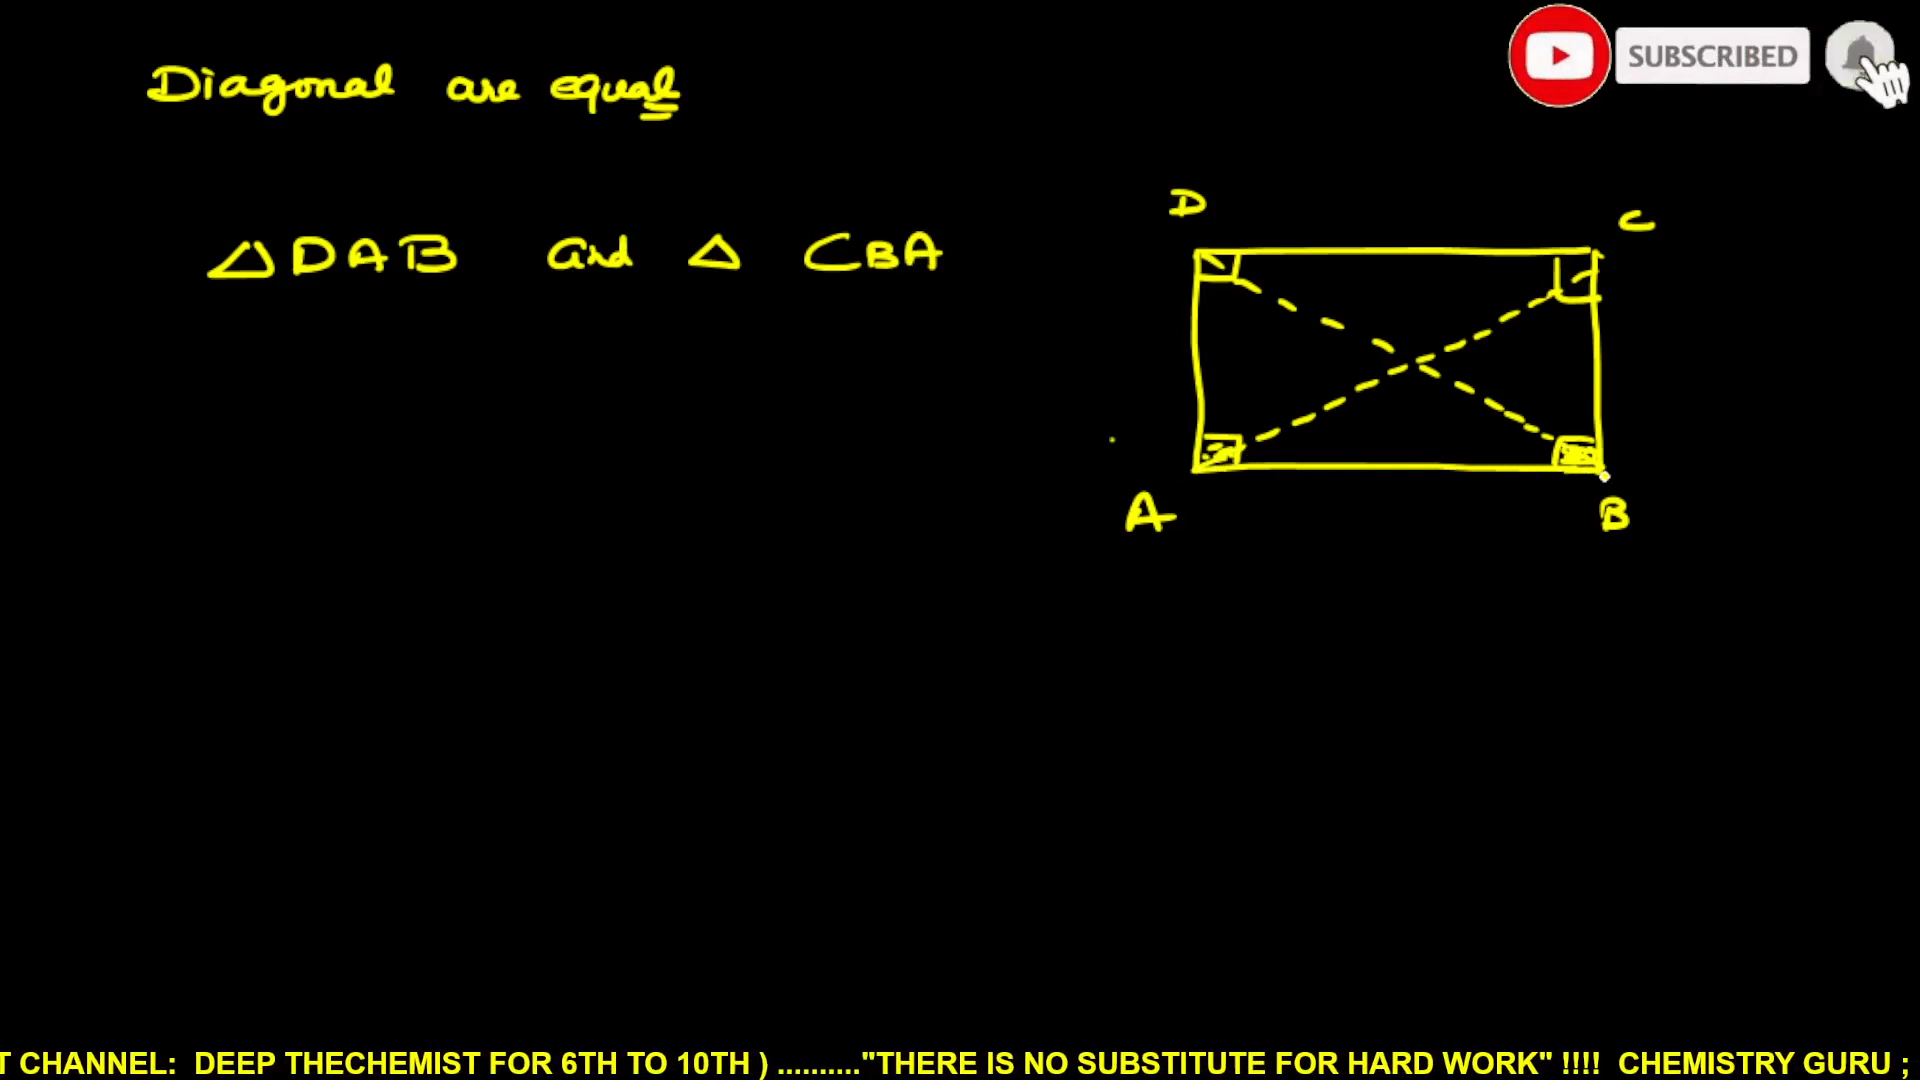 Diagonal are equal
SUBSCRIBED
△ DAB and △ CBA
D
C
A
B
T CHANNEL: DEEP THECHEMIST FOR 6TH TO 10TH ) .........."THERE IS NO SUBSTITUTE FOR HARD WORK" !!!! CHEMISTRY GURU ;